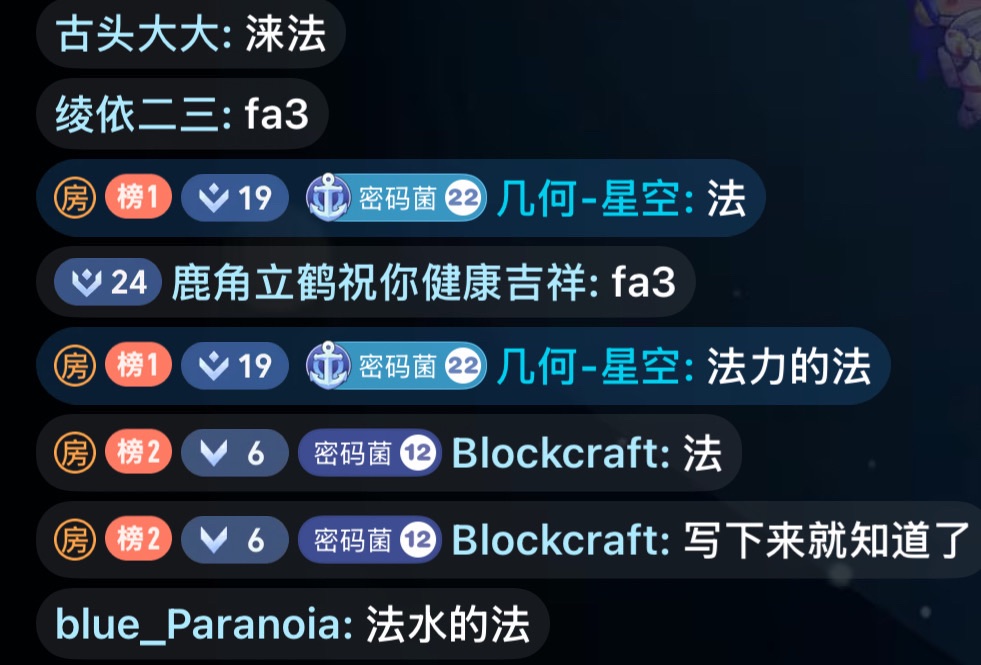 古头大大: 涞法
绫依二三: fa3
房 榜1 19 密码菌 22 几何-星空: 法
24 鹿角立鹤祝你健康吉祥: fa3
房 榜1 19 密码菌 22 几何-星空: 法力的法
房 榜2 6 密码菌 12 Blockcraft: 法
房 榜2 6 密码菌 12 Blockcraft: 写下来就知道了
blue_Paranoia: 法水的法